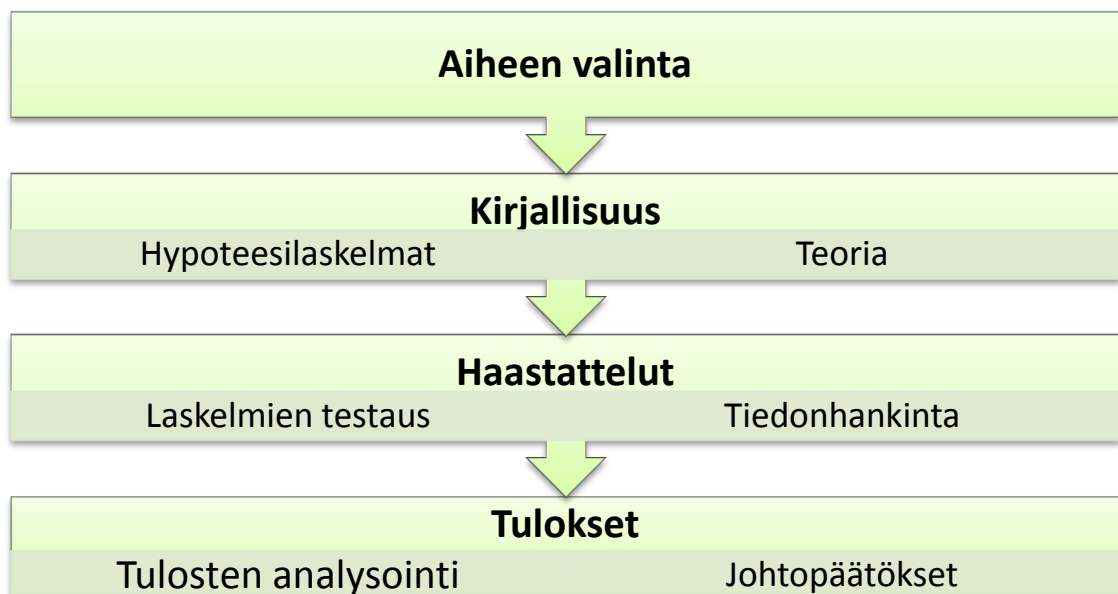 Aiheen valinta
Kirjallisuus
Hypoteesilaskelmat Teoria
Haastattelut
Laskelmien testaus Tiedonhankinta
Tulokset
Tulosten analysointi Johtopäätökset